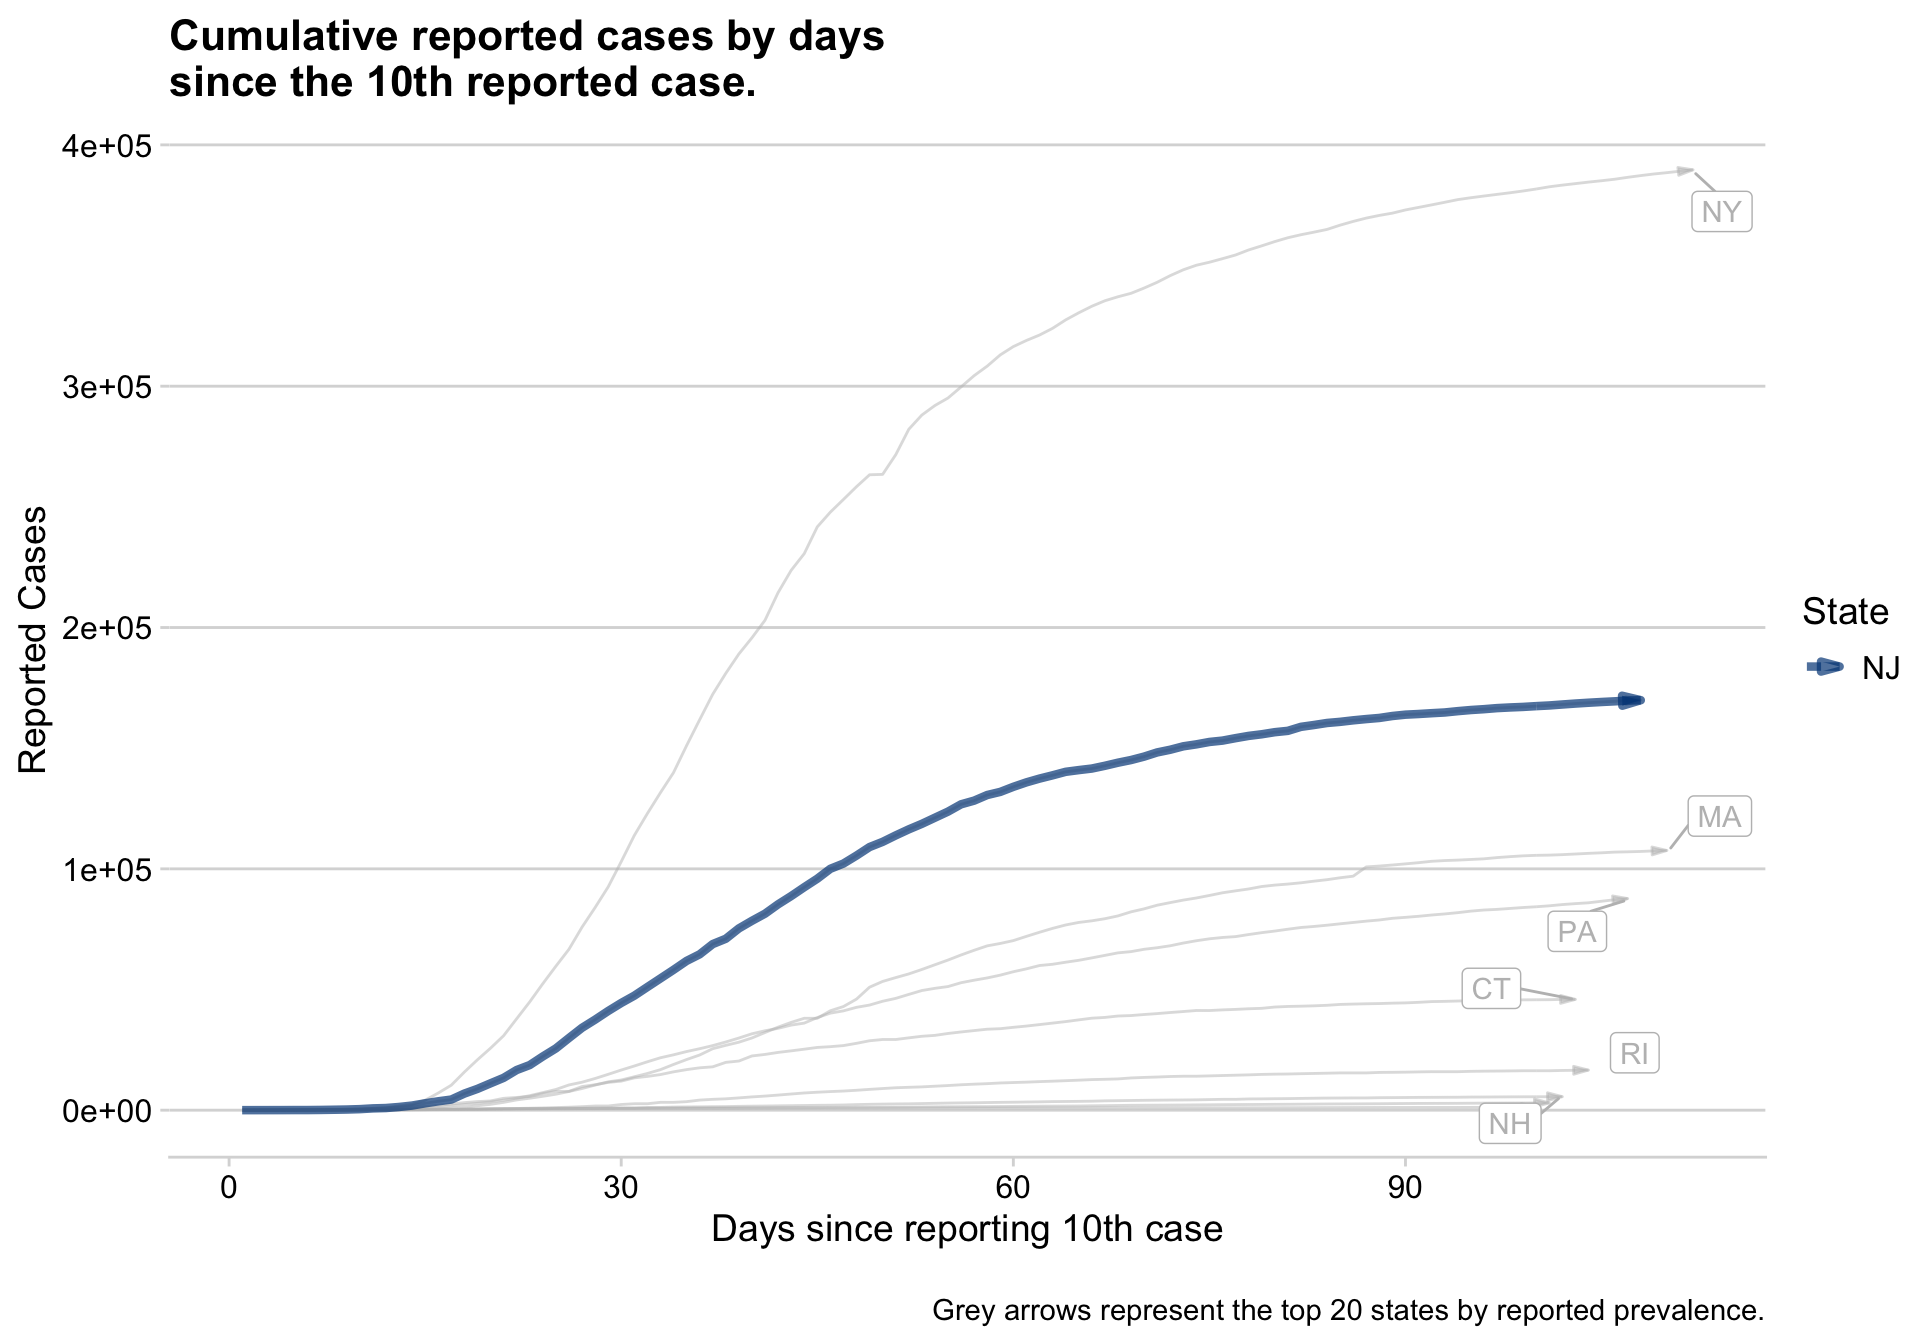 Cumulative reported cases by days
since the 10th reported case.
4e+05
3e+05
2e+05
1e+05
0e+00
Reported Cases
NY
MA
PA
CT
RI
NH
State
NJ
0
30
60
90
Days since reporting 10th case
Grey arrows represent the top 20 states by reported prevalence.